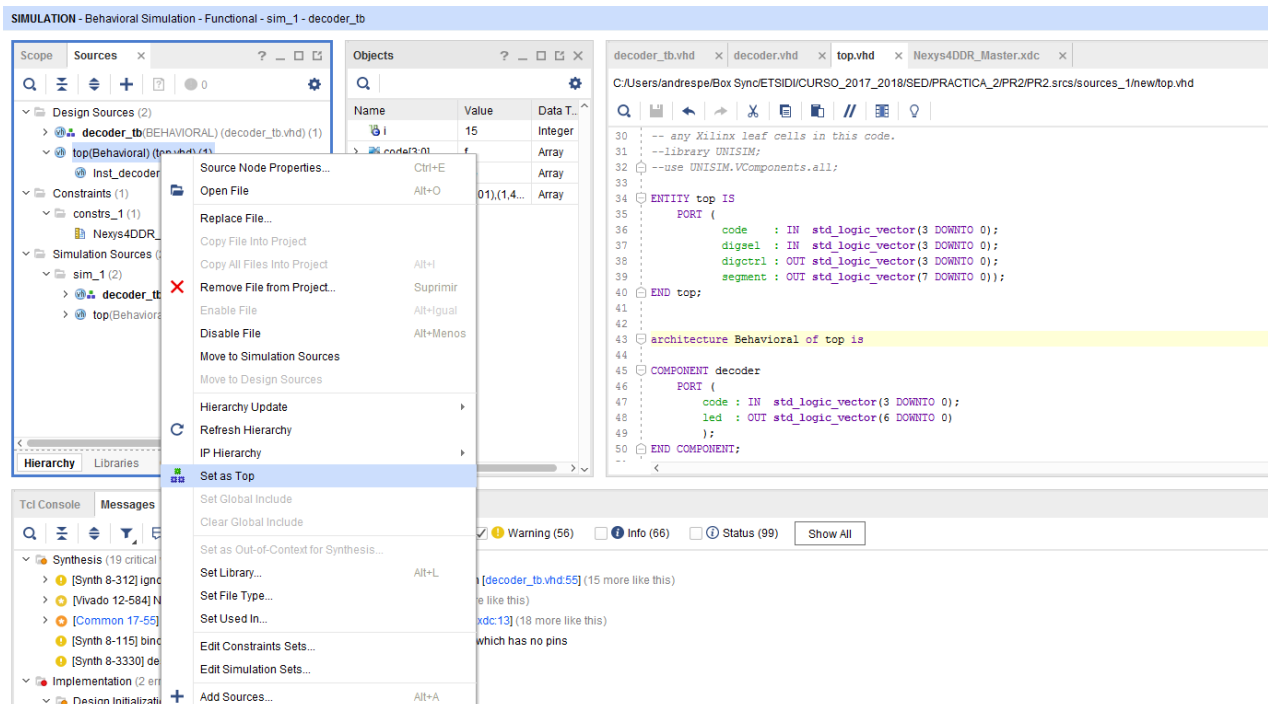 SIMULATION - Behavioral Simulation - Functional - sim_1 - decoder_tb
Scope Sources × ? _
0
Design Sources (2)
decoder_tb(BEHAVIORAL) (decoder_tb.vhd) (1)
top(Behavioral) (top.vhd) (1)
Inst_decoder
Constraints (1)
constrs_1 (1)
Nexys4DDR_
Simulation Sources
sim_1 (2)
decoder_tb
top(Behaviora
Hierarchy Libraries
Source Node Properties... Ctrl+E
Open File Alt+O
Replace File...
Copy File Into Project
Copy All Files Into Project Alt+I
Remove File from Project... Suprimir
Enable File Alt+Igual
Disable File Alt+Menos
Move to Simulation Sources
Move to Design Sources
Hierarchy Update
Refresh Hierarchy
IP Hierarchy
Set as Top
Set Global Include
Clear Global Include
Set as Out-of-Context for Synthesis...
Set Library... Alt+L
Set File Type...
Set Used In...
Edit Constraints Sets...
Edit Simulation Sets...
Add Sources... Alt+A
Objects ? _ ×
Name Value Data T..
i 15 Integer
code[3:0] f Array
Array
01),(1,4... Array
decoder_tb.vhd × decoder.vhd × top.vhd × Nexys4DDR_Master.xdc ×
C:/Users/andrespe/Box Sync/ETSIDI/CURSO_2017_2018/SED/PRACTICA_2/PR2/PR2.srcs/sources_1/new/top.vhd
30 -- any Xilinx leaf cells in this code.
31 --library UNISIM;
32 --use UNISIM.VComponents.all;
33
34 ENTITY top IS
35 PORT (
36 code : IN std_logic_vector(3 DOWNTO 0);
37 digsel : IN std_logic_vector(3 DOWNTO 0);
38 digctrl : OUT std_logic_vector(3 DOWNTO 0);
39 segment : OUT std_logic_vector(7 DOWNTO 0));
40 END top;
41
42
43 architecture Behavioral of top is
44
45 COMPONENT decoder
46 PORT (
47 code : IN std_logic_vector(3 DOWNTO 0);
48 led : OUT std_logic_vector(6 DOWNTO 0)
49 );
50 END COMPONENT;
Tcl Console Messages
Warning (56) Info (66) Status (99) Show All
Synthesis (19 critical
[Synth 8-312] igno [decoder_tb.vhd:55] (15 more like this)
[Vivado 12-584] N e like this)
[Common 17-55] xdc:13] (18 more like this)
[Synth 8-115] bind which has no pins
[Synth 8-3330] de
Implementation (2 err
Design Initializati